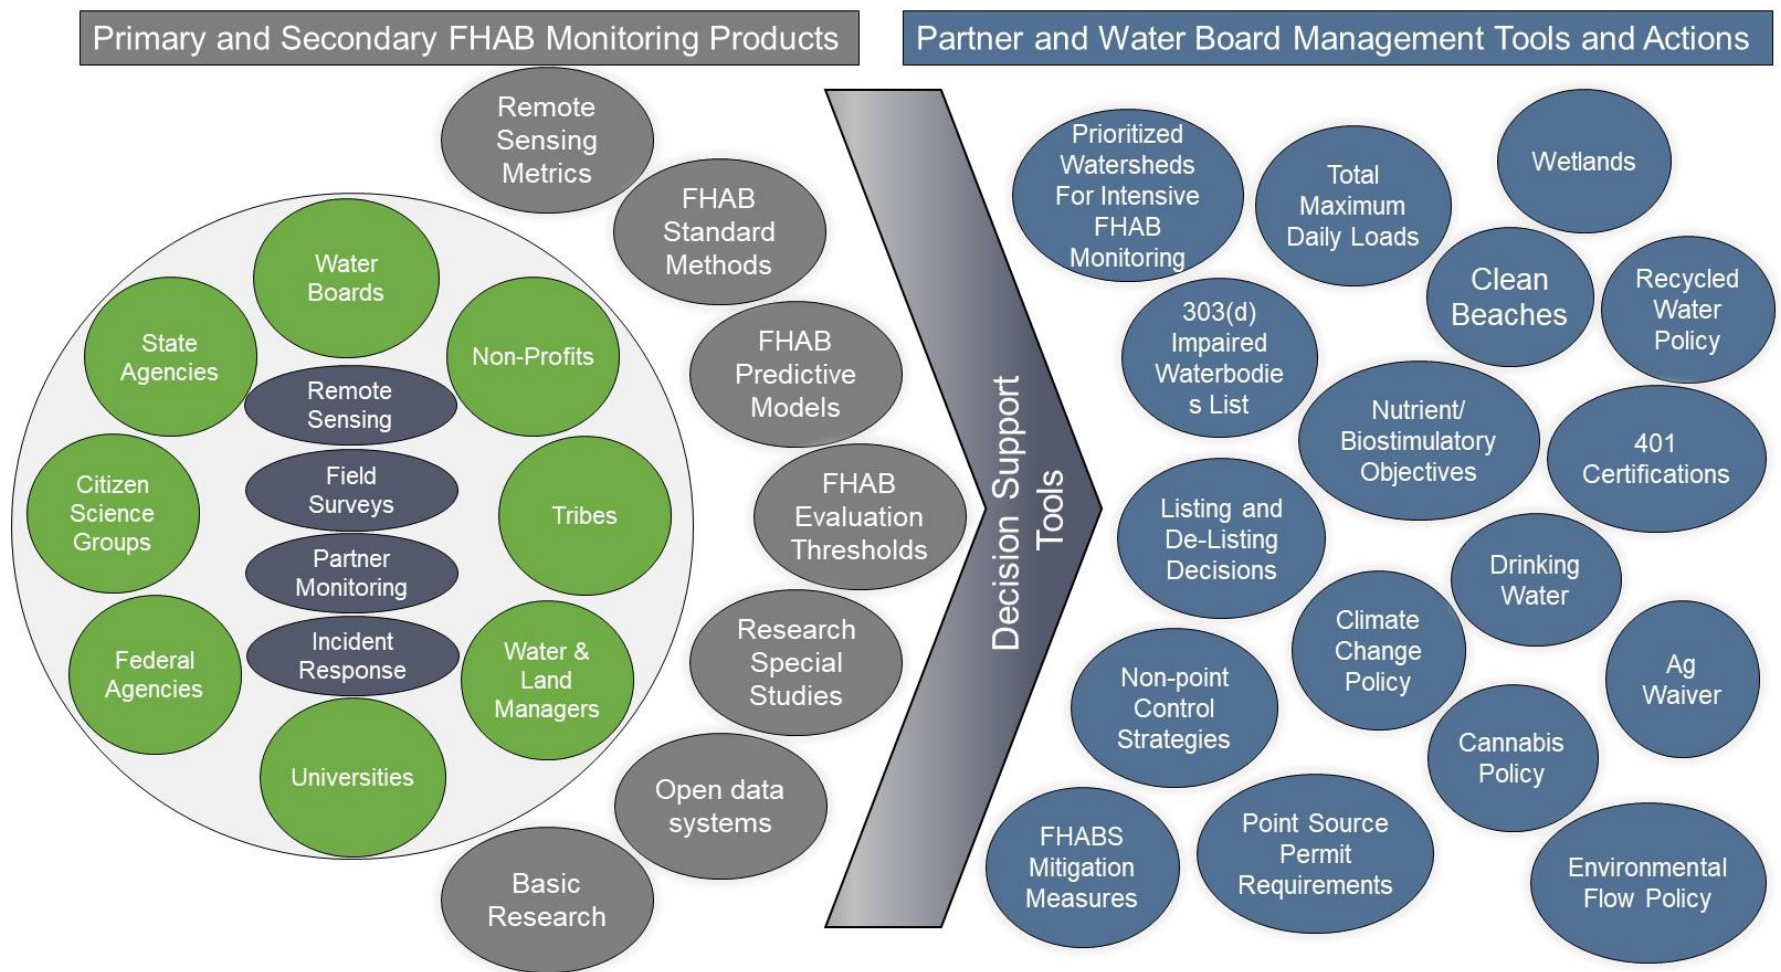 Primary and Secondary FHAB Monitoring Products
Partner and Water Board Management Tools and Actions
Remote
Sensing
Metrics
FHAB
Standard
Methods
FHAB
Predictive
Models
FHAB
Evaluation
Thresholds
Research
Special
Studies
Open data
systems
Basic
Research
Water
Boards
State
Agencies
Non-Profits
Citizen
Science
Groups
Tribes
Federal
Agencies
Water &
Land
Managers
Universities
Remote
Sensing
Field
Surveys
Partner
Monitoring
Incident
Response
Decision Support
Tools
Prioritized
Watersheds
For Intensive
FHAB
Monitoring
Total
Maximum
Daily Loads
Wetlands
Clean
Beaches
Recycled
Water
Policy
303(d)
Impaired
Waterbodie
s List
Nutrient/
Biostimulatory
Objectives
401
Certifications
Listing and
De-Listing
Decisions
Drinking
Water
Climate
Change
Policy
Ag
Waiver
Non-point
Control
Strategies
Cannabis
Policy
FHABS
Mitigation
Measures
Point Source
Permit
Requirements
Environmental
Flow Policy